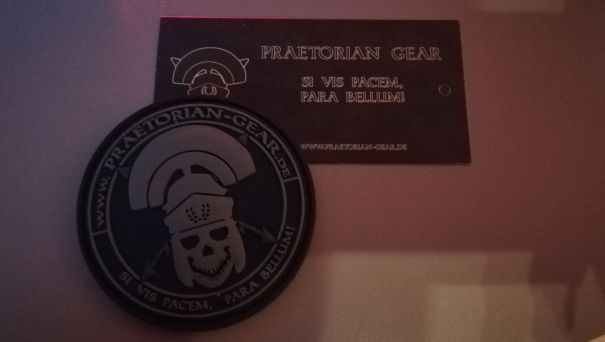 PRAETORIAN GEAR
SI VIS PACEM,
PARA BELLUM!
WWW.PRAETORIAN-GEAR.DE
WWW.PRAETORIAN-GEAR.DE
SI VIS PACEM, PARA BELLUM!